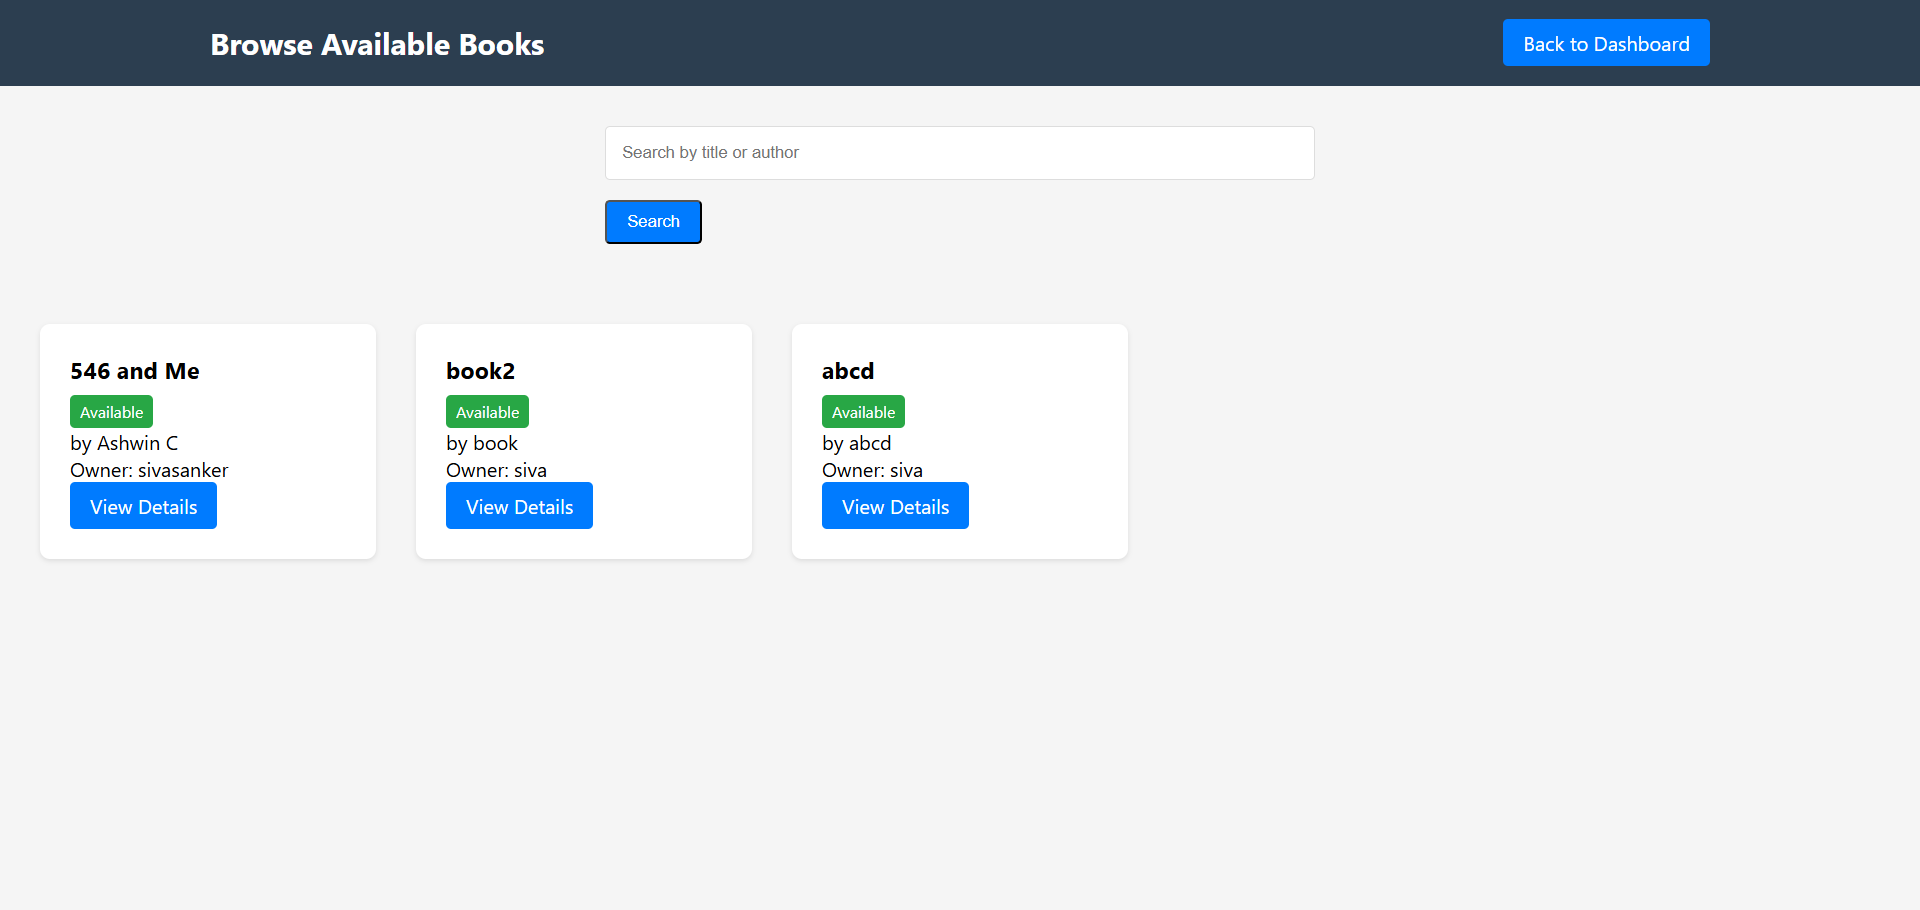 Browse Available Books
Back to Dashboard
Search by title or author
Search
546 and Me
Available
by Ashwin C
Owner: sivasanker
View Details
book2
Available
by book
Owner: siva
View Details
abcd
Available
by abcd
Owner: siva
View Details